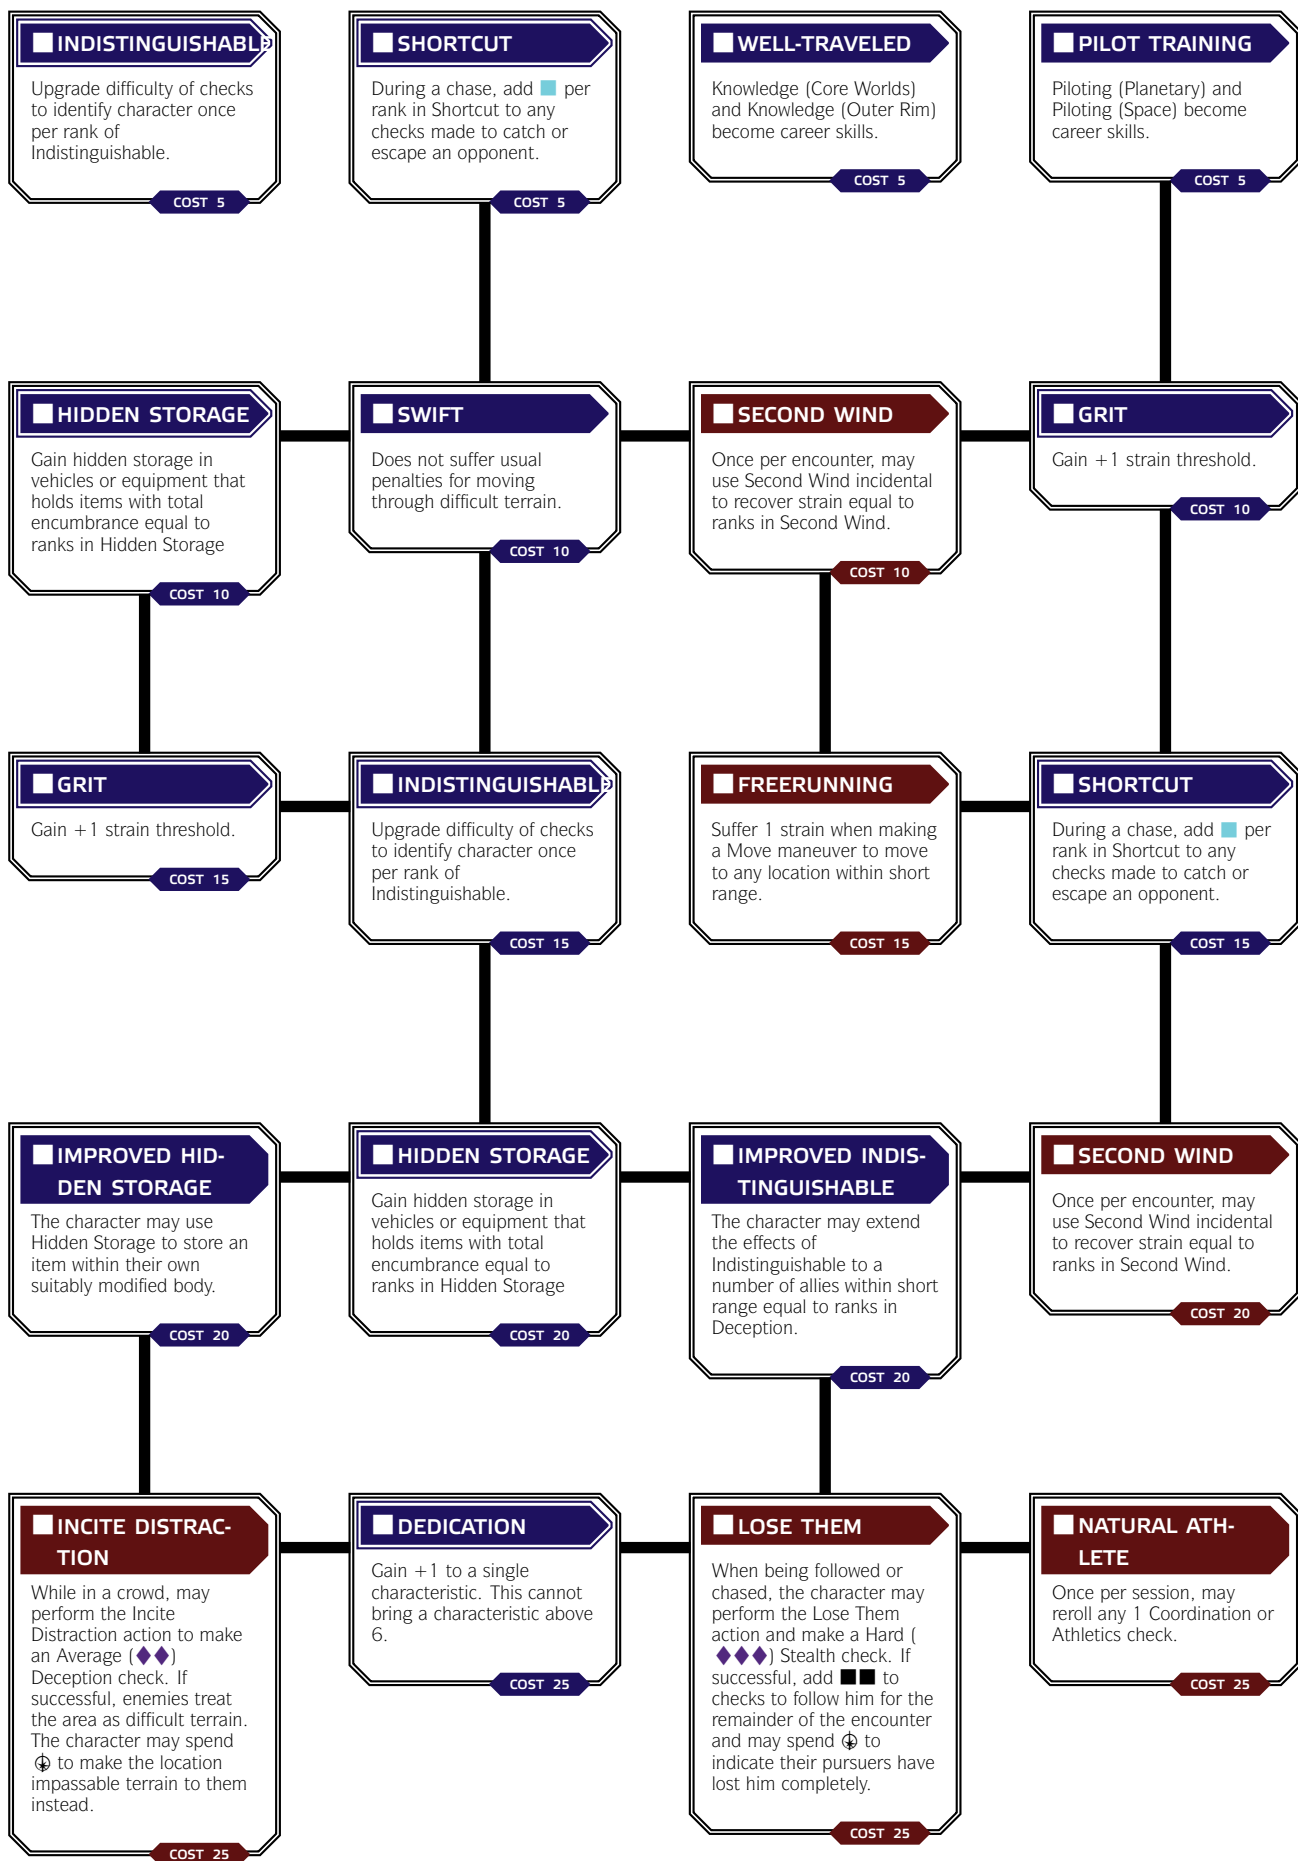 INDISTINGUISHABLE
Upgrade difficulty of checks
to identify character once
per rank of
Indistinguishable.
COST 5
SHORTCUT
During a chase, add per
rank in Shortcut to any
checks made to catch or
escape an opponent.
COST 5
WELL-TRAVELED
Knowledge (Core Worlds)
and Knowledge (Outer Rim)
become career skills.
COST 5
PILOT TRAINING
Piloting (Planetary) and
Piloting (Space) become
career skills.
COST 5
HIDDEN STORAGE
Gain hidden storage in
vehicles or equipment that
holds items with total
encumbrance equal to
ranks in Hidden Storage
COST 10
SWIFT
Does not suffer usual
penalties for moving
through difficult terrain.
COST 10
SECOND WIND
Once per encounter, may
use Second Wind incidental
to recover strain equal to
ranks in Second Wind.
COST 10
GRIT
Gain +1 strain threshold.
COST 10
GRIT
Gain +1 strain threshold.
COST 15
INDISTINGUISHABLE
Upgrade difficulty of checks
to identify character once
per rank of
Indistinguishable.
COST 15
FREERUNNING
Suffer 1 strain when making
a Move maneuver to move
to any location within short
range.
COST 15
SHORTCUT
During a chase, add per
rank in Shortcut to any
checks made to catch or
escape an opponent.
COST 15
IMPROVED HID-
DEN STORAGE
The character may use
Hidden Storage to store an
item within their own
suitably modified body.
COST 20
HIDDEN STORAGE
Gain hidden storage in
vehicles or equipment that
holds items with total
encumbrance equal to
ranks in Hidden Storage
COST 20
IMPROVED INDIS-
TINGUISHABLE
The character may extend
the effects of
Indistinguishable to a
number of allies within short
range equal to ranks in
Deception.
COST 20
SECOND WIND
Once per encounter, may
use Second Wind incidental
to recover strain equal to
ranks in Second Wind.
COST 20
INCITE DISTRAC-
TION
While in a crowd, may
perform the Incite
Distraction action to make
an Average (♦♦)
Deception check. If
successful, enemies treat
the area as difficult terrain.
The character may spend
to make the location
impassable terrain to them
instead.
COST 25
DEDICATION
Gain +1 to a single
characteristic. This cannot
bring a characteristic above
6.
COST 25
LOSE THEM
When being followed or
chased, the character may
perform the Lose Them
action and make a Hard (
♦♦♦) Stealth check. If
successful, add ■■ to
checks to follow him for the
remainder of the encounter
and may spend to
indicate their pursuers have
lost him completely.
COST 25
NATURAL ATH-
LETE
Once per session, may
reroll any 1 Coordination or
Athletics check.
COST 25